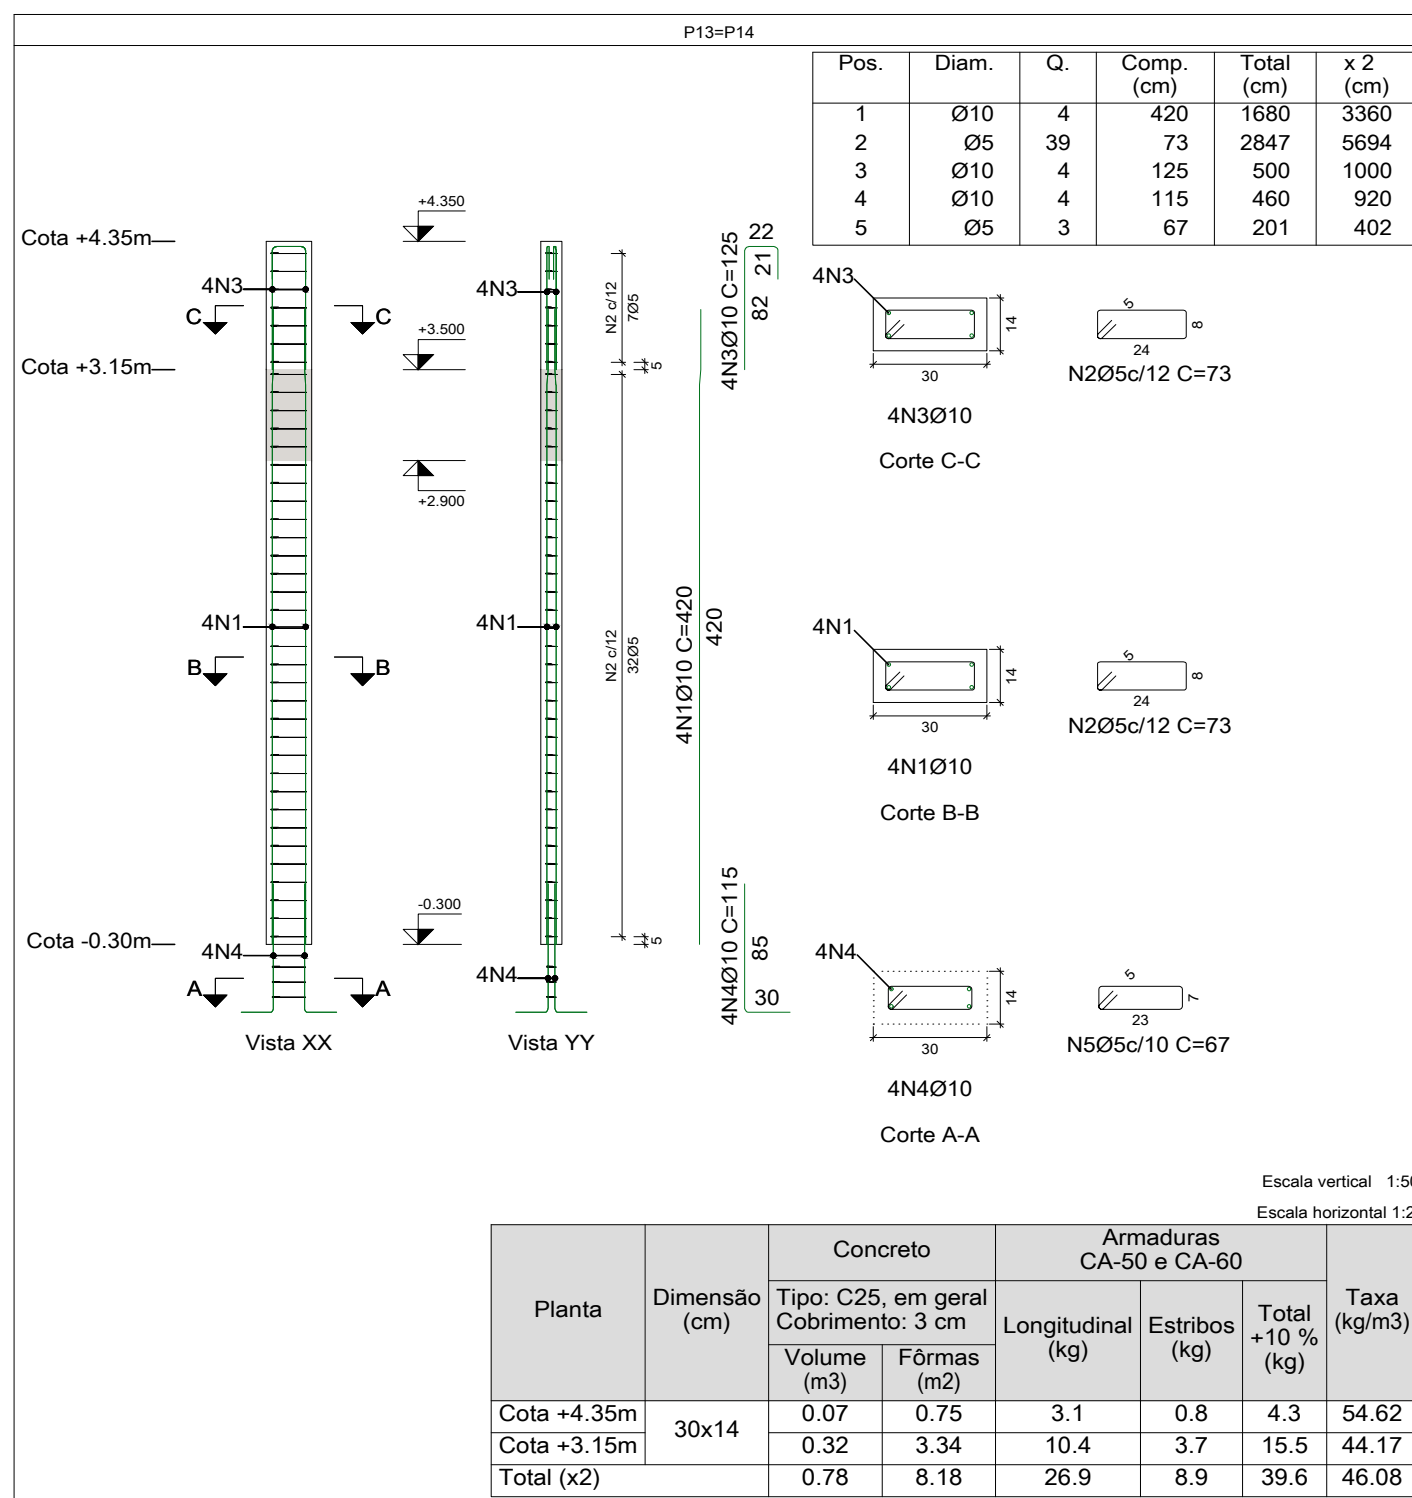 P13=P14
Pos. Diam. Q. Comp. (cm) Total (cm) x 2 (cm)
1 Ø10 4 420 1680 3360
2 Ø5 39 73 2847 5694
3 Ø10 4 125 500 1000
4 Ø10 4 115 460 920
5 Ø5 3 67 201 402
Cota +4.35m
4N3
C C
Cota +3.15m
4N1
B B
Cota -0.30m
4N4
A A
Vista XX
+4.350
+3.500
+2.900
-0.300
4N3
4N1
4N4
Vista YY
N2 c/12
7Ø5
5
N2 c/12
32Ø5
5
4N1Ø10 C=420
420
4N3Ø10 C=125
22
21
82
4N4Ø10 C=115
85
30
4N3
14
30
4N3Ø10
Corte C-C
5
8
24
N2Ø5c/12 C=73
4N1
14
30
4N1Ø10
Corte B-B
5
8
24
N2Ø5c/12 C=73
4N4
14
30
4N4Ø10
Corte A-A
5
7
23
N5Ø5c/10 C=67
Escala vertical 1:50
Escala horizontal 1:2
Planta
Dimensão
(cm)
Concreto
Tipo: C25, em geral
Cobrimento: 3 cm
Volume
(m3)
Fôrmas
(m2)
Armaduras
CA-50 e CA-60
Longitudinal
(kg)
Estribos
(kg)
Total
+10 %
(kg)
Taxa
(kg/m3)
Cota +4.35m 30x14 0.07 0.75 3.1 0.8 4.3 54.62
Cota +3.15m 0.32 3.34 10.4 3.7 15.5 44.17
Total (x2) 0.78 8.18 26.9 8.9 39.6 46.08